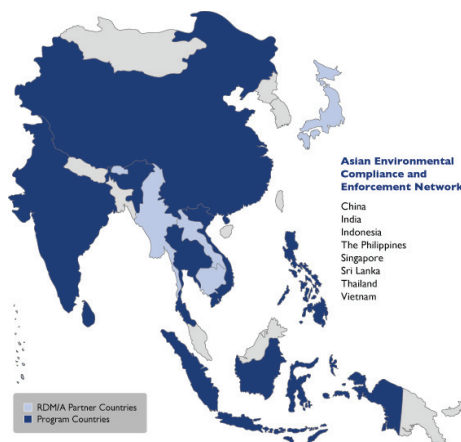 Asian Environmental
Compliance and
Enforcement Network
China
India
Indonesia
The Philippines
Singapore
Sri Lanka
Thailand
Vietnam
RDM/A Partner Countries
Program Countries